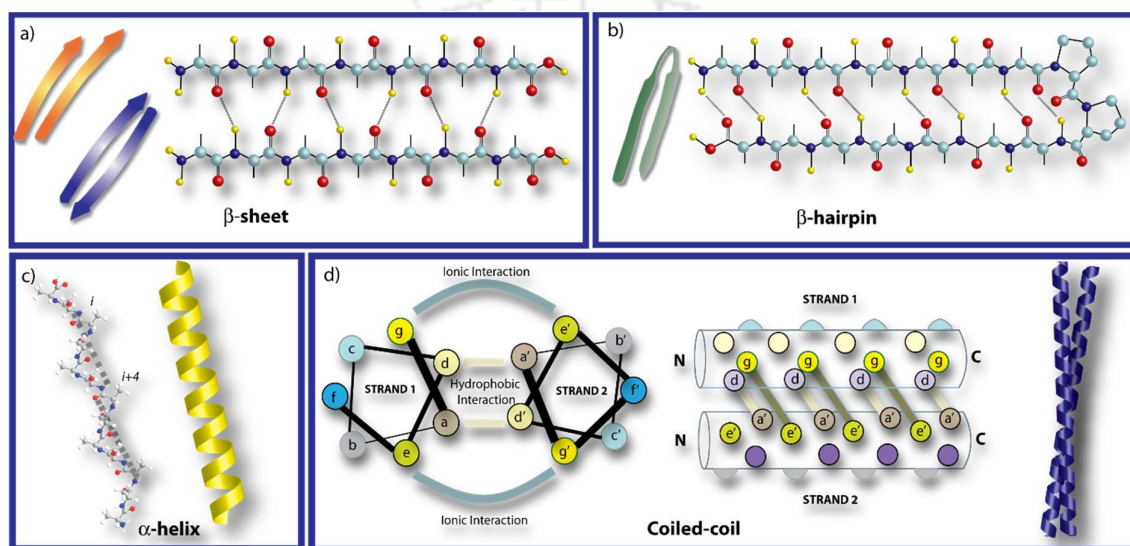 a)
β-sheet
b)
β-hairpin
c)
i
i+4
α-helix
d)
Ionic Interaction
g
e'
c
d
a'
b'
f
STRAND 1
Hydrophobic
Interaction
STRAND 2
f'
b
a
d'
c'
e
g'
Ionic Interaction
STRAND 1
N
C
g
g
g
g
d
d
d
d
N
C
a'
a'
a'
a'
e'
e'
e'
e'
STRAND 2
Coiled-coil